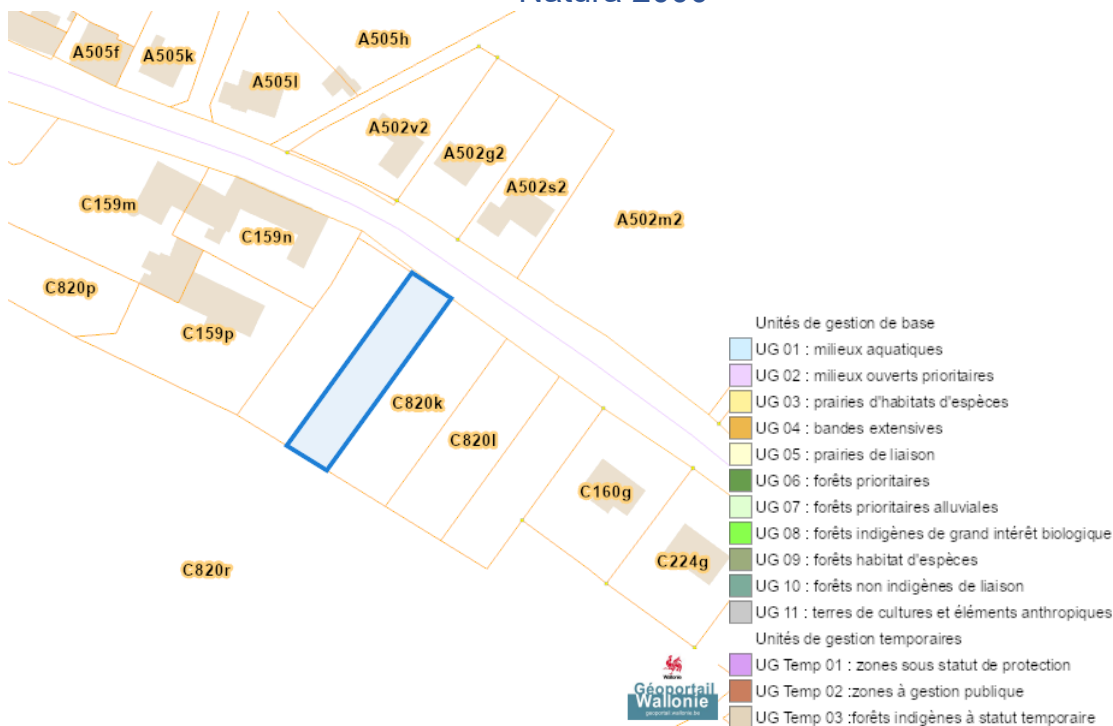 Natura 2000
A505h
A505f
A505k
A505l
A502v2
A502g2
A502s2
A502m2
C159m
C159n
C820p
C159p
C820k
C820l
C160g
C224g
C820r
Unités de gestion de base
UG 01 : milieux aquatiques
UG 02 : milieux ouverts prioritaires
UG 03 : prairies d'habitats d'espèces
UG 04 : bandes extensives
UG 05 : prairies de liaison
UG 06 : forêts prioritaires
UG 07 : forêts prioritaires alluviales
UG 08 : forêts indigènes de grand intérêt biologique
UG 09 : forêts habitat d'espèces
UG 10 : forêts non indigènes de liaison
UG 11 : terres de cultures et éléments anthropiques
Unités de gestion temporaires
UG Temp 01 : zones sous statut de protection
UG Temp 02 :zones à gestion publique
UG Temp 03 :forêts indigènes à statut temporaire
Wallonie
Géoportail
Wallonie
geoportail.wallonie.be